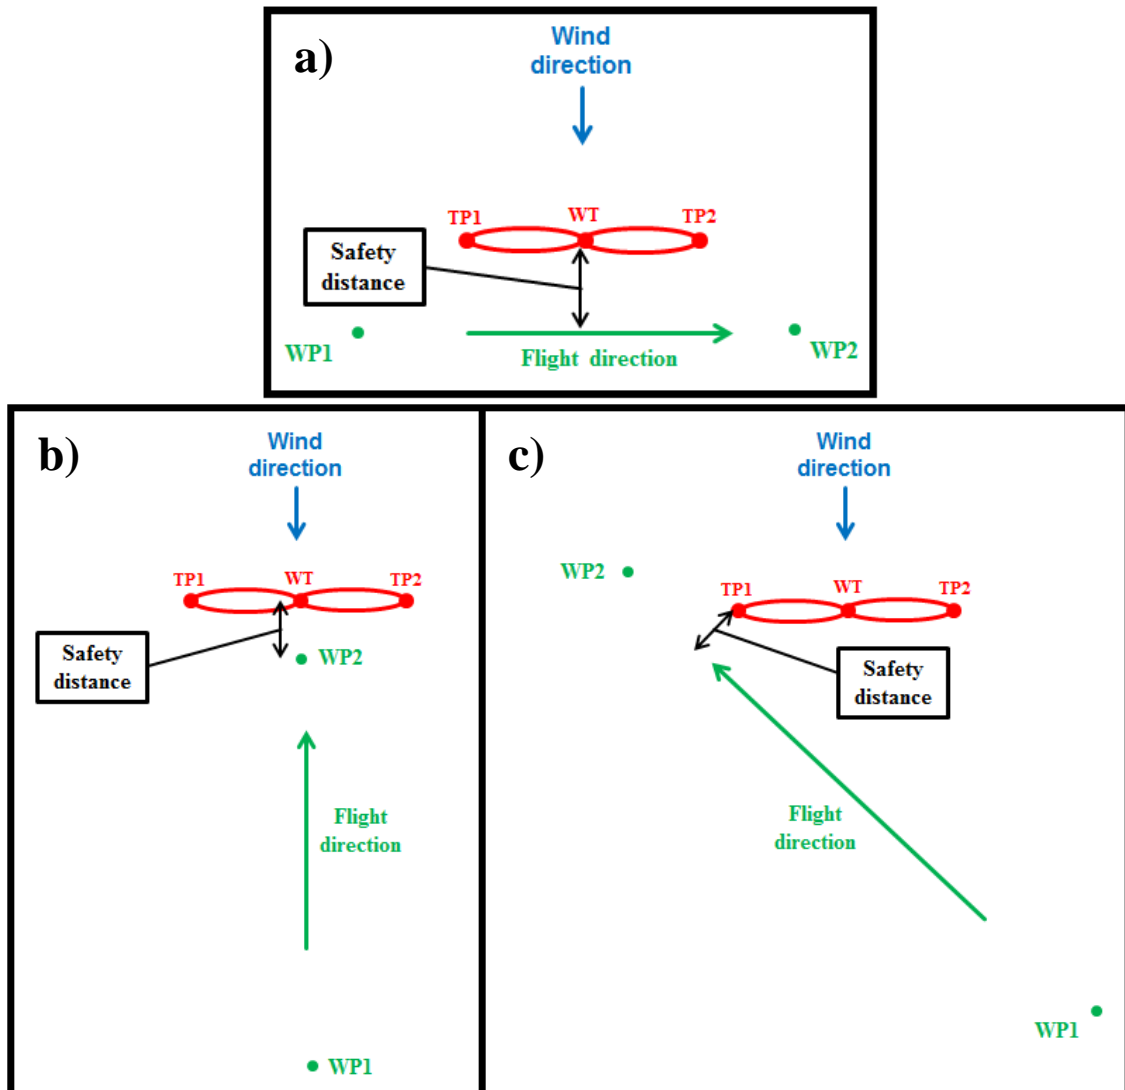 a)
Wind
direction
TP1
WT
TP2
Safety
distance
WP1
Flight direction
WP2
b)
Wind
direction
TP1
WT
TP2
Safety
distance
WP2
Flight
direction
WP1
c)
Wind
direction
WP2
TP1
WT
TP2
Safety
distance
Flight
direction
WP1